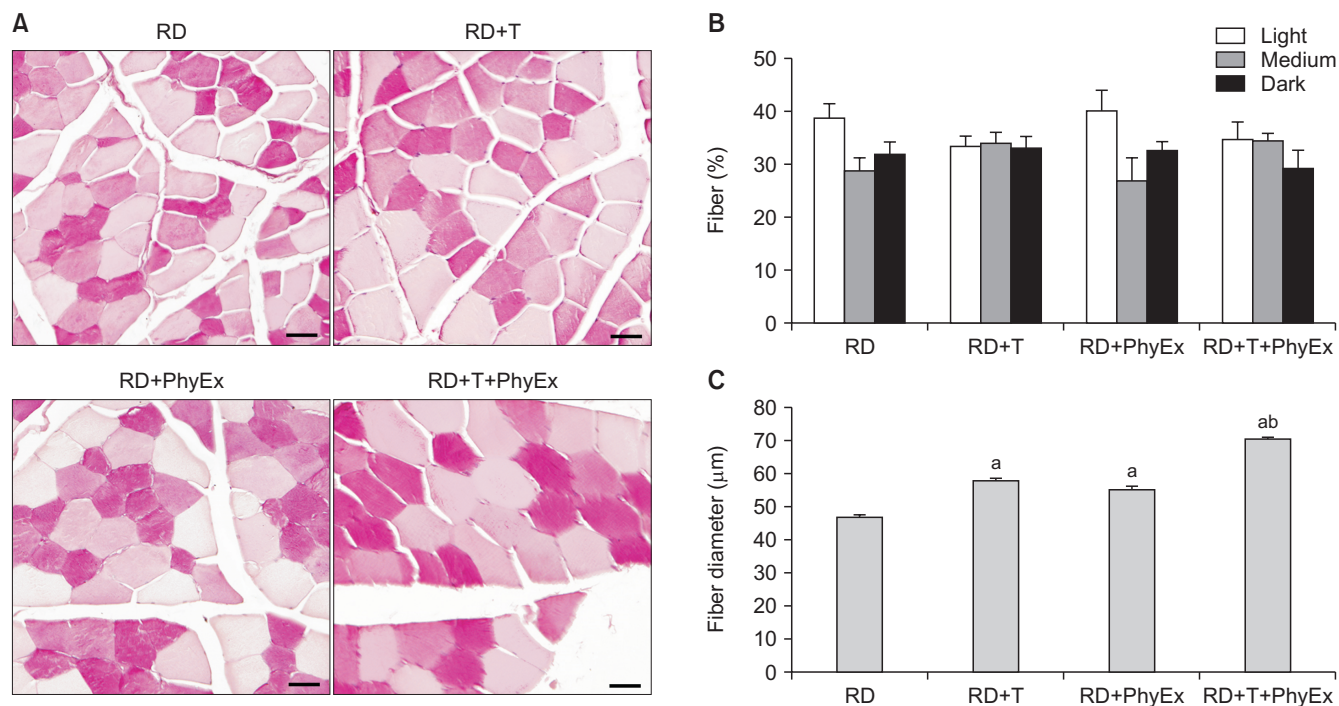 A
RD
RD+T
RD+PhyEx
RD+T+PhyEx
B
Light
Medium
Dark
50
40
30
20
10
0
Fiber (%)
RD
RD+T
RD+PhyEx
RD+T+PhyEx
C
80
70
60
50
40
30
20
10
0
Fiber diameter (μm)
a
a
ab
RD
RD+T
RD+PhyEx
RD+T+PhyEx